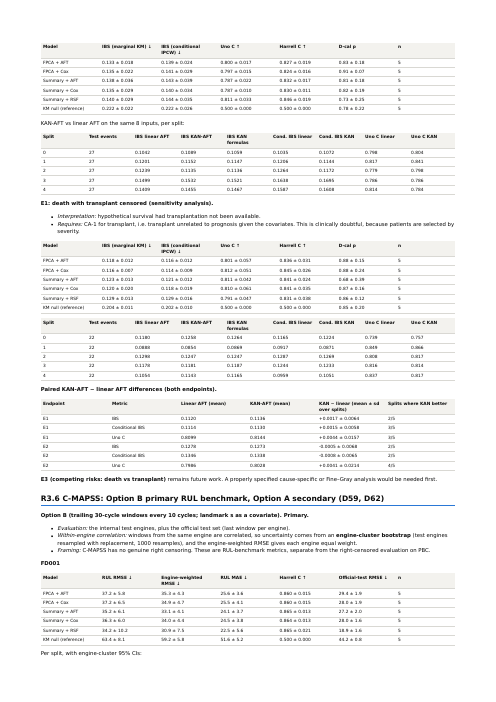 Model IBS (marginal KM) ↓ IBS (conditional IPCW) ↓ Uno C ↑ Harrell C ↑ D-cal p n
FPCA + AFT 0.133 ± 0.018 0.139 ± 0.024 0.800 ± 0.017 0.827 ± 0.019 0.83 ± 0.18 5
FPCA + Cox 0.135 ± 0.022 0.141 ± 0.029 0.797 ± 0.015 0.824 ± 0.016 0.91 ± 0.07 5
Summary + AFT 0.138 ± 0.036 0.143 ± 0.039 0.787 ± 0.022 0.832 ± 0.017 0.81 ± 0.18 5
Summary + Cox 0.135 ± 0.029 0.140 ± 0.034 0.787 ± 0.010 0.830 ± 0.011 0.82 ± 0.29 5
Summary + RSF 0.140 ± 0.029 0.144 ± 0.035 0.811 ± 0.033 0.846 ± 0.019 0.73 ± 0.25 5
KM null (reference) 0.222 ± 0.022 0.222 ± 0.026 0.500 ± 0.000 0.500 ± 0.000 0.78 ± 0.22 5
KAN-AFT vs linear AFT on the same 8 inputs, per split:
Split Test events IBS linear AFT IBS KAN-AFT IBS KAN formulas Cond. IBS linear Cond. IBS KAN Uno C linear Uno C KAN
0 27 0.1042 0.1089 0.1059 0.1035 0.1072 0.798 0.804
1 27 0.1201 0.1152 0.1147 0.1206 0.1144 0.817 0.841
2 27 0.1239 0.1135 0.1136 0.1264 0.1172 0.779 0.798
3 27 0.1499 0.1532 0.1521 0.1638 0.1695 0.786 0.786
4 27 0.1409 0.1455 0.1467 0.1587 0.1608 0.814 0.784
E1: death with transplant censored (sensitivity analysis).
• Interpretation: hypothetical survival had transplantation not been available.
• Requires: CA-1 for transplant, i.e. transplant unrelated to prognosis given the covariates. This is clinically doubtful, because patients are selected by
severity.
Model IBS (marginal KM) ↓ IBS (conditional IPCW) ↓ Uno C ↑ Harrell C ↑ D-cal p n
FPCA + AFT 0.118 ± 0.012 0.116 ± 0.012 0.801 ± 0.057 0.836 ± 0.031 0.88 ± 0.15 5
FPCA + Cox 0.116 ± 0.007 0.114 ± 0.009 0.812 ± 0.051 0.845 ± 0.026 0.88 ± 0.24 5
Summary + AFT 0.123 ± 0.013 0.121 ± 0.012 0.811 ± 0.042 0.841 ± 0.024 0.68 ± 0.39 5
Summary + Cox 0.120 ± 0.020 0.118 ± 0.019 0.810 ± 0.061 0.841 ± 0.035 0.87 ± 0.16 5
Summary + RSF 0.129 ± 0.013 0.129 ± 0.016 0.791 ± 0.047 0.831 ± 0.038 0.86 ± 0.12 5
KM null (reference) 0.204 ± 0.011 0.202 ± 0.010 0.500 ± 0.000 0.500 ± 0.000 0.85 ± 0.20 5
Split Test events IBS linear AFT IBS KAN-AFT IBS KAN formulas Cond. IBS linear Cond. IBS KAN Uno C linear Uno C KAN
0 22 0.1180 0.1258 0.1264 0.1165 0.1224 0.739 0.757
1 22 0.0888 0.0854 0.0869 0.0917 0.0871 0.849 0.866
2 22 0.1298 0.1247 0.1247 0.1287 0.1269 0.808 0.814
3 22 0.1180 0.1179 0.1190 0.1244 0.1233 0.816 0.817
4 22 0.1054 0.1143 0.1165 0.0959 0.1051 0.837 0.817
Paired KAN-AFT − linear AFT differences (both endpoints).
Endpoint Metric Linear AFT (mean) KAN-AFT (mean) KAN − linear (mean ± sd over splits) Splits where KAN better
E1 IBS 0.1120 0.1136 +0.0017 ± 0.0064 2/5
E1 Conditional IBS 0.1114 0.1130 +0.0015 ± 0.0058 3/5
E1 Uno C 0.8099 0.8144 +0.0044 ± 0.0157 3/5
E2 IBS 0.1278 0.1273 -0.0005 ± 0.0068 2/5
E2 Conditional IBS 0.1346 0.1338 -0.0008 ± 0.0065 2/5
E2 Uno C 0.7986 0.8028 +0.0041 ± 0.0214 4/5
E3 (competing risks: death vs transplant) remains future work. A properly specified cause-specific or Fine-Gray analysis would be needed first.
R3.6 C-MAPSS: Option B primary RUL benchmark, Option A secondary (D59, D62)
Option B (trailing 30-cycle windows every 10 cycles; landmark s as a covariate). Primary.
• Evaluation: the internal test engines, plus the official test set (last window per engine).
• Within-engine correlation: windows from the same engine are correlated, so uncertainty comes from an engine-cluster bootstrap (test engines
resampled with replacement, 1000 resamples), and the engine-weighted RMSE gives each engine equal weight.
• Framing: C-MAPSS has no genuine right censoring. These are RUL-benchmark metrics, separate from the right-censored evaluation on PBC.
FD001
Model RUL RMSE ↓ Engine-weighted RMSE ↓ RUL MAE ↓ Harrell C ↑ Official-test RMSE ↓ n
FPCA + AFT 37.2 ± 5.8 35.3 ± 4.3 25.6 ± 3.6 0.860 ± 0.015 29.4 ± 1.9 5
FPCA + Cox 37.2 ± 6.5 34.9 ± 4.7 25.5 ± 4.1 0.860 ± 0.015 28.0 ± 1.9 5
Summary + AFT 35.2 ± 6.1 33.1 ± 4.1 24.1 ± 3.7 0.865 ± 0.013 27.2 ± 2.0 5
Summary + Cox 36.3 ± 6.0 34.0 ± 4.4 24.5 ± 3.8 0.864 ± 0.013 28.0 ± 1.9 5
Summary + RSF 34.2 ± 10.2 30.9 ± 7.5 22.5 ± 5.6 0.865 ± 0.021 18.9 ± 1.6 5
KM null (reference) 63.4 ± 8.1 59.2 ± 5.8 51.6 ± 5.2 0.500 ± 0.000 44.2 ± 0.8 5
Per split, with engine-cluster 95% CIs: